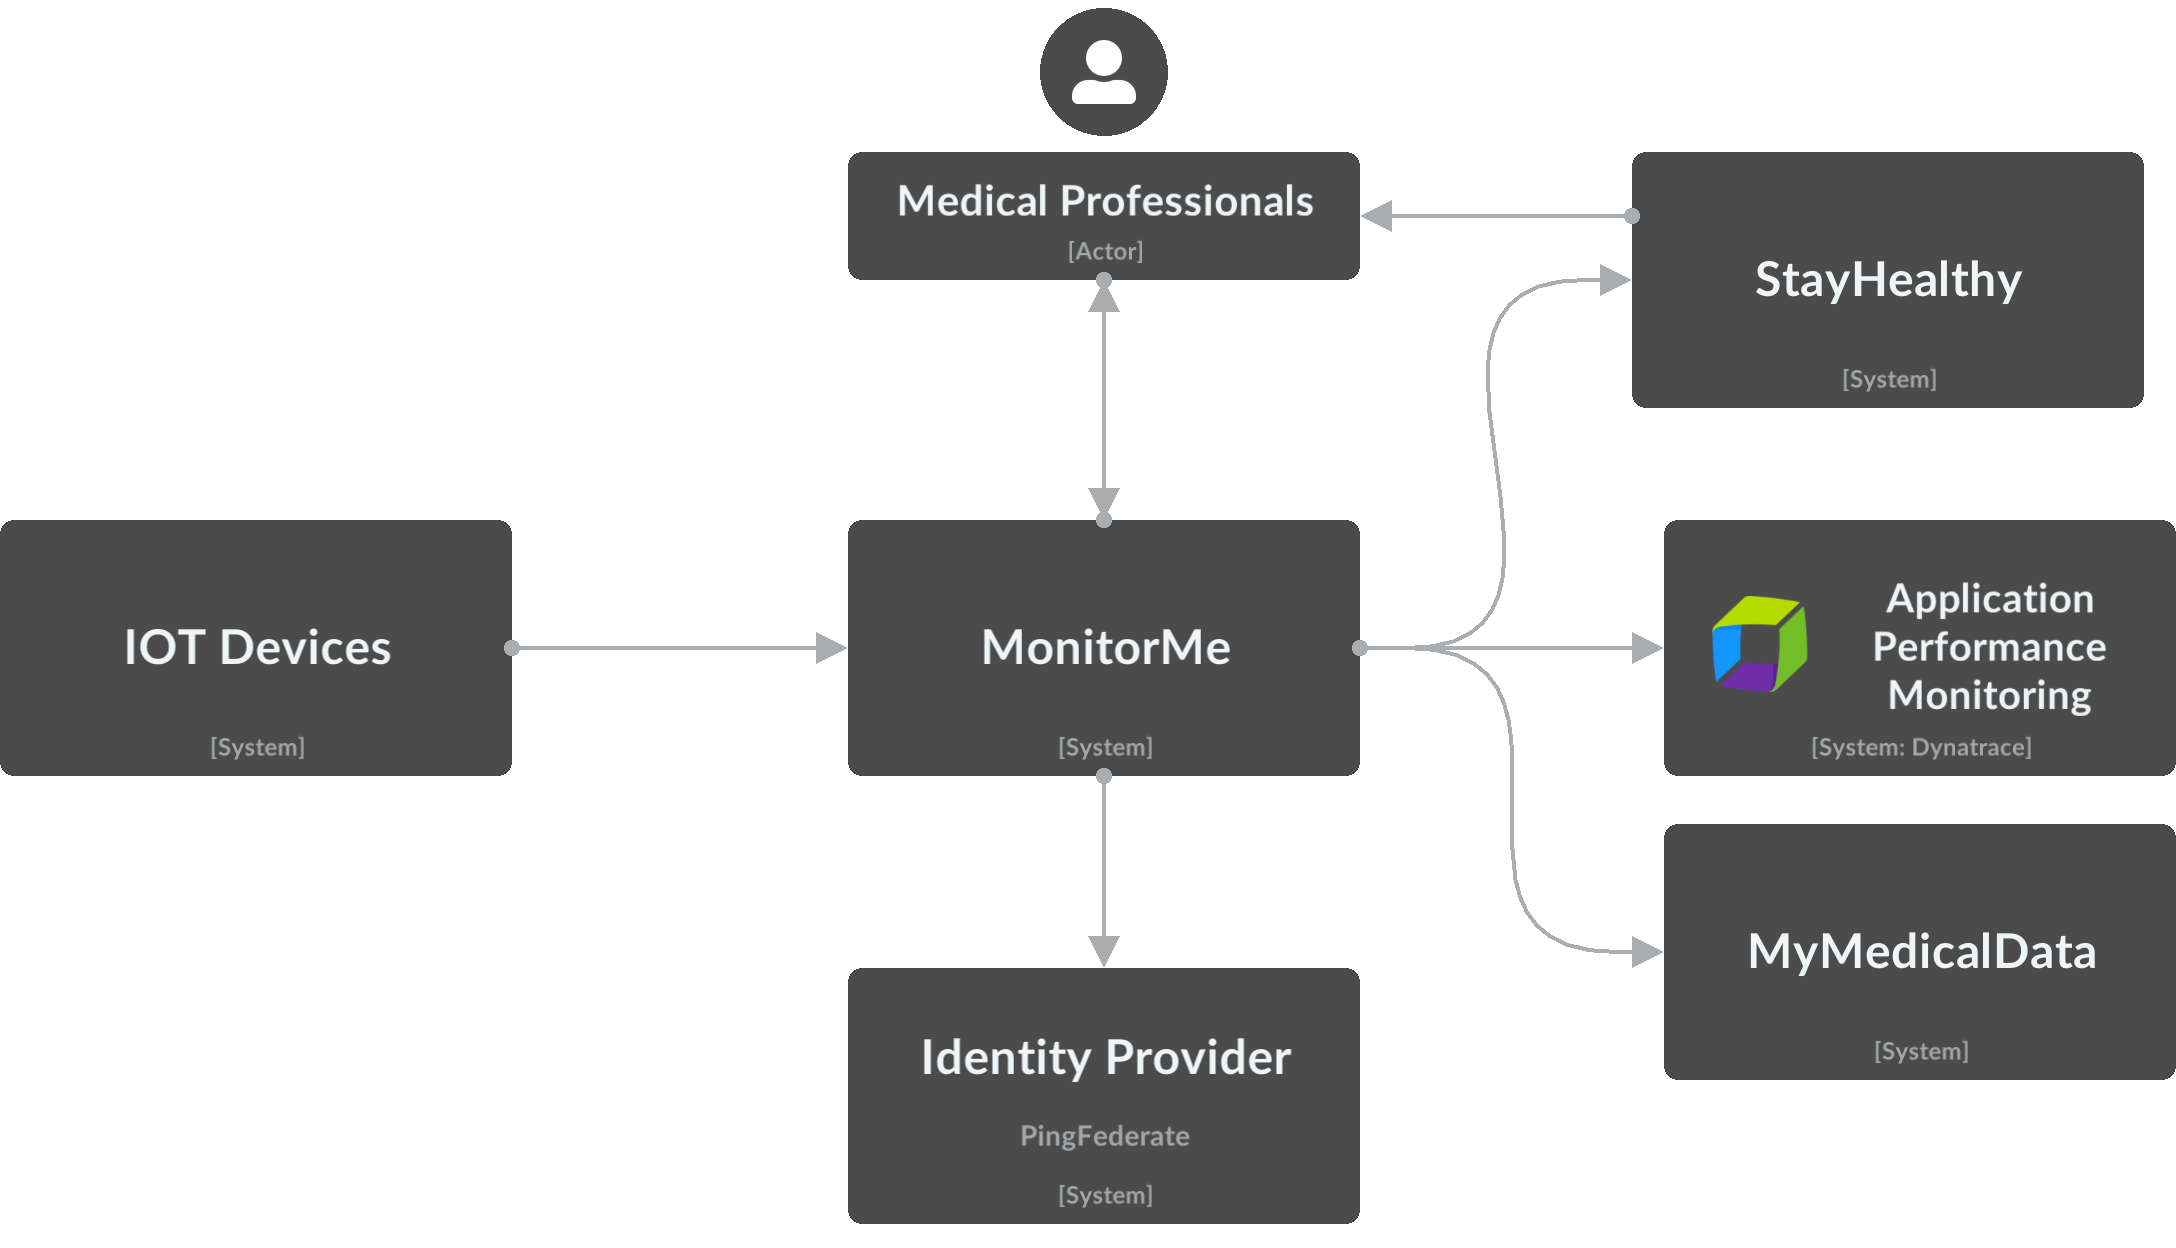 Medical Professionals
[Actor]
StayHealthy
[System]
IOT Devices
[System]
MonitorMe
[System]
Application
Performance
Monitoring
[System: Dynatrace]
MyMedicalData
[System]
Identity Provider
PingFederate
[System]